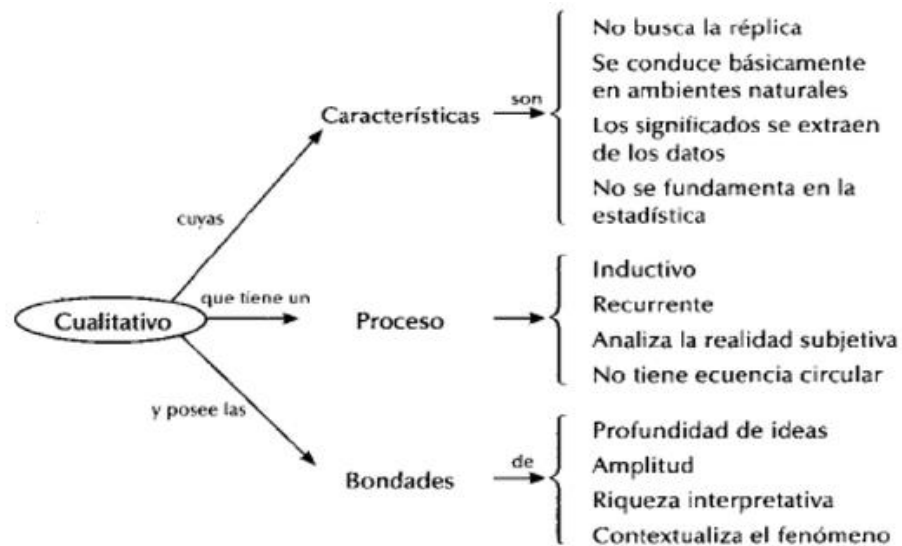 No busca la réplica
Se conduce básicamente
en ambientes naturales
Características
son
Los significados se extraen
de los datos
No se fundamenta en la
estadística
cuyas
Inductivo
que tiene un
Cualitativo
Proceso
Recurrente
Analiza la realidad subjetiva
No tiene ecuencia circular
y posee las
Profundidad de ideas
Bondades
de
Amplitud
Riqueza interpretativa
Contextualiza el fenómeno